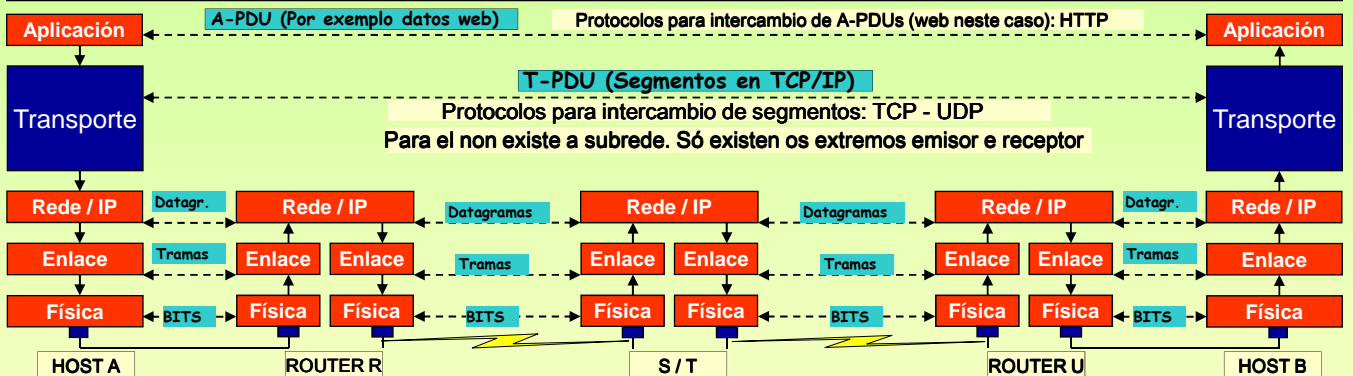 A-PDU (Por exemplo datos web) Protocolos para intercambio de A-PDUs (web neste caso): HTTP
Aplicación Aplicación
T-PDU (Segmentos en TCP/IP)
Transporte Transporte
Protocolos para intercambio de segmentos: TCP - UDP
Para el non existe a subrede. Só existen os extremos emisor e receptor
Rede / IP Datagr. Rede / IP Datagramas Rede / IP Datagramas Rede / IP Datagr. Rede / IP
Enlace Tramas Enlace Enlace Tramas Enlace Enlace Tramas Enlace Enlace Tramas Enlace
Física BITS Física Física BITS Física Física BITS Física Física BITS Física
HOST A ROUTER R S / T ROUTER U HOST B